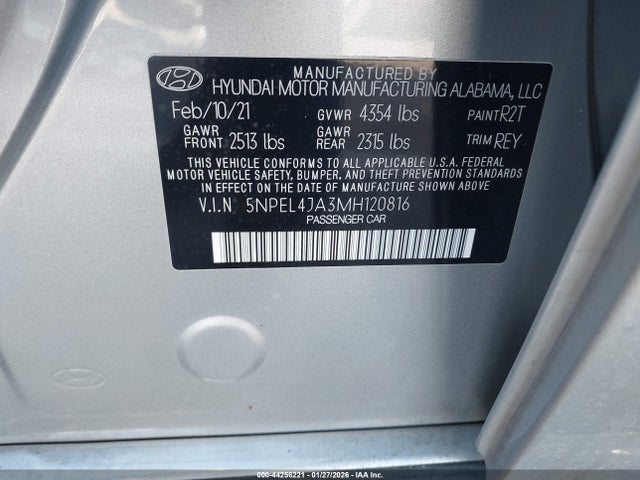 MANUFACTURED BY
HYUNDAI MOTOR MANUFACTURING ALABAMA, LLC
Feb/10/21 GVWR 4354 lbs PAINT R2T
GAWR FRONT 2513 lbs GAWR REAR 2315 lbs TRIM REY
THIS VEHICLE CONFORMS TO ALL APPLICABLE U.S.A. FEDERAL
MOTOR VEHICLE SAFETY, BUMPER, AND THEFT PREVENTION STANDARDS
IN EFFECT ON THE DATE OF MANUFACTURE SHOWN ABOVE.
V.I.N 5NPEL4JA3MH120816
PASSENGER CAR
000-44258221 - 01/27/2026 - IAA Inc.